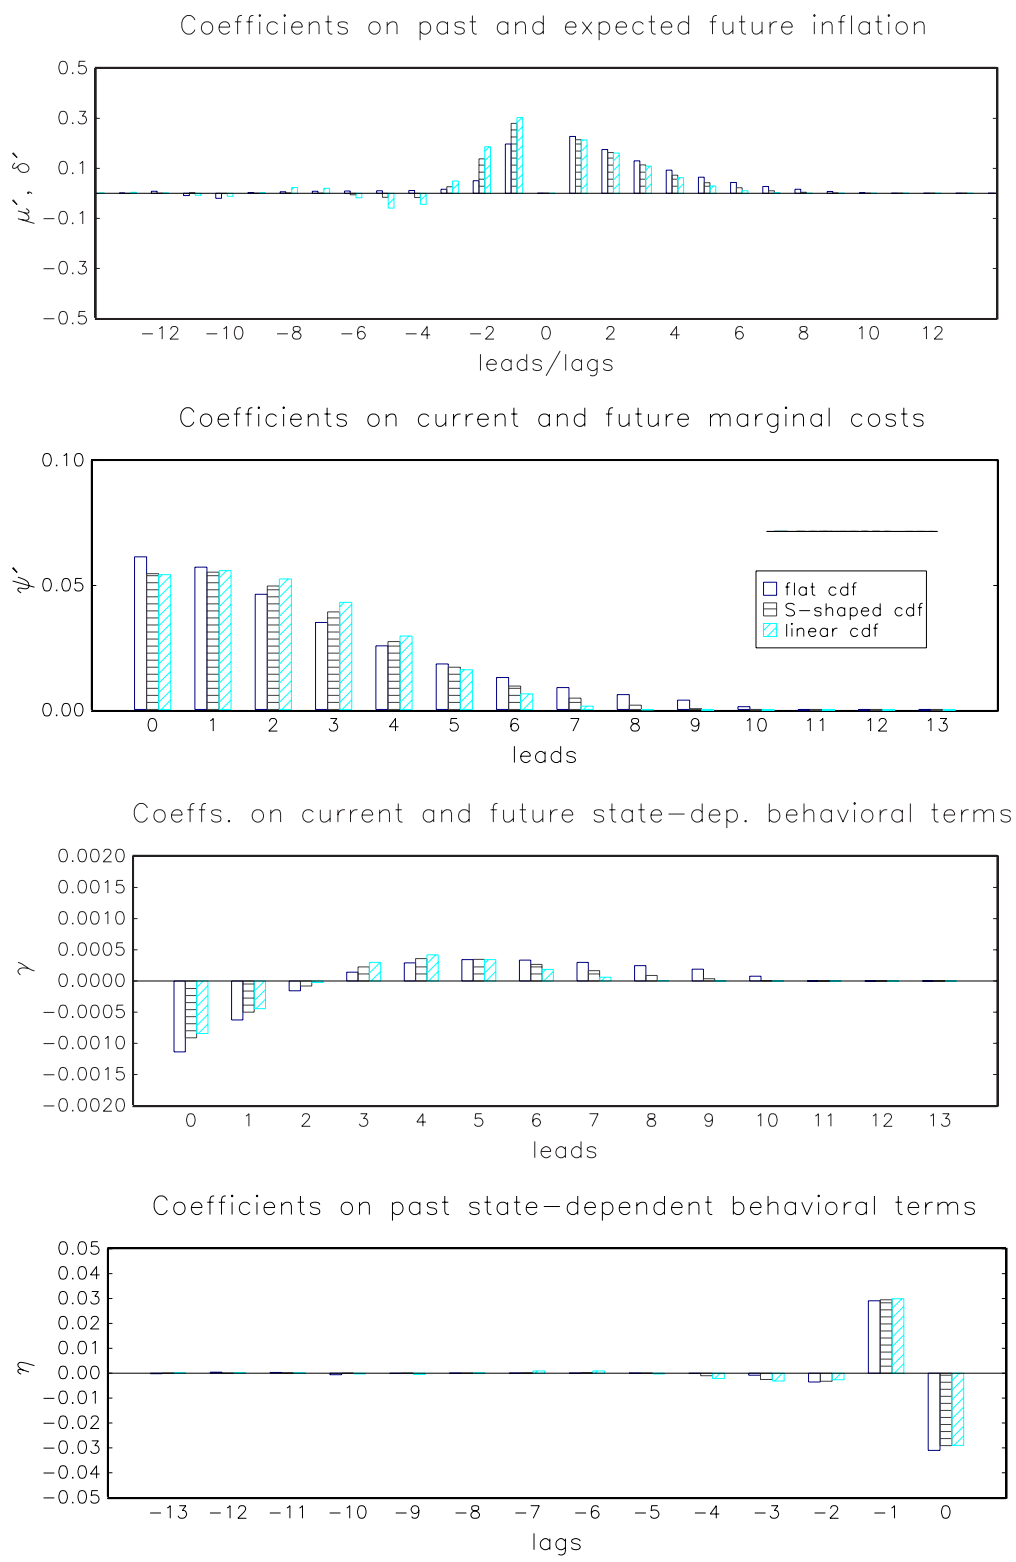 Coefficients on past and expected future inflation
0.5
0.3
0.1
−0.1
−0.3
−0.5
μ′, δ′
−12 −10 −8 −6 −4 −2 0 2 4 6 8 10 12
leads/lags
Coefficients on current and future marginal costs
0.10
0.05
0.00
ψ′
flat cdf
S−shaped cdf
linear cdf
0 1 2 3 4 5 6 7 8 9 10 11 12 13
leads
Coeffs. on current and future state−dep. behavioral terms
0.0020
0.0015
0.0010
0.0005
0.0000
−0.0005
−0.0010
−0.0015
−0.0020
γ
0 1 2 3 4 5 6 7 8 9 10 11 12 13
leads
Coefficients on past state−dependent behavioral terms
0.05
0.04
0.03
0.02
0.01
0.00
−0.01
−0.02
−0.03
−0.04
−0.05
η
−13 −12 −11 −10 −9 −8 −7 −6 −5 −4 −3 −2 −1 0
lags